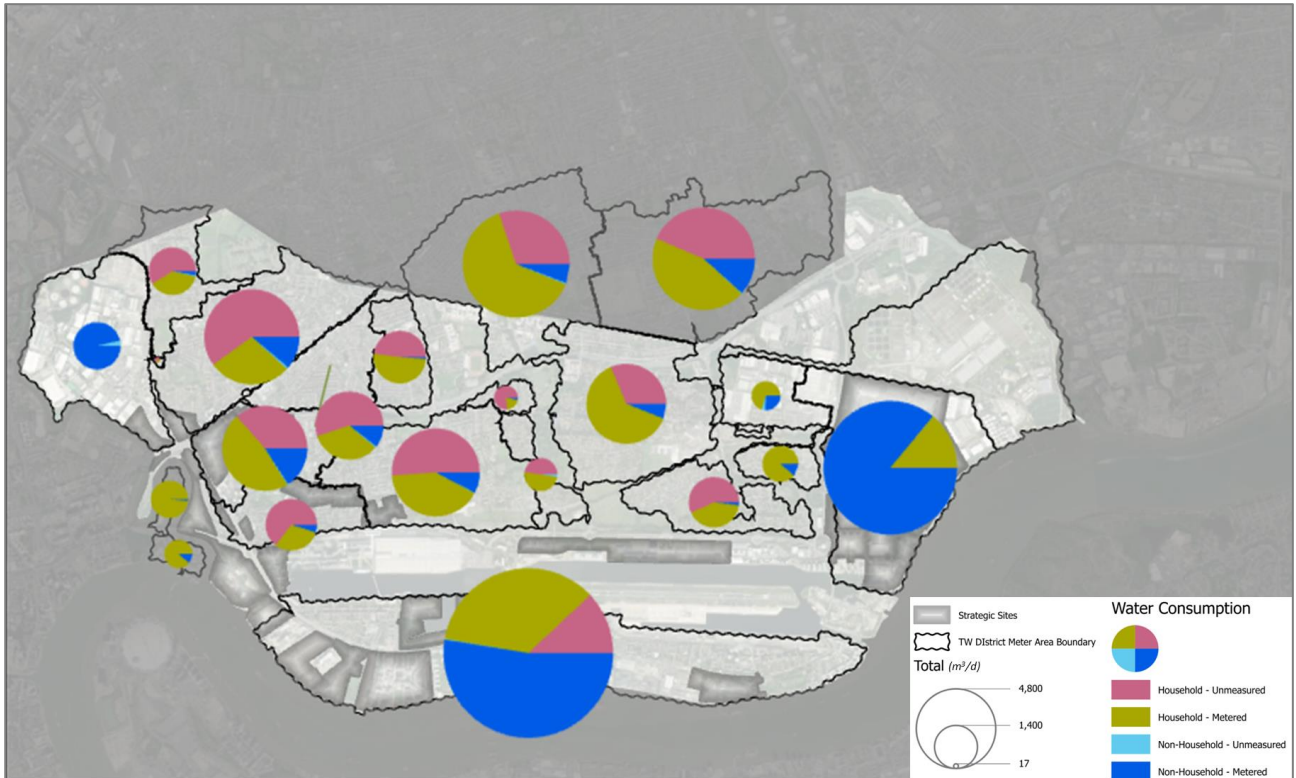 Strategic Sites
TW DIstrict Meter Area Boundary
Total (m³/d)
4,800
1,400
17
Water Consumption
Household - Unmeasured
Household - Metered
Non-Household - Unmeasured
Non-Household - Metered